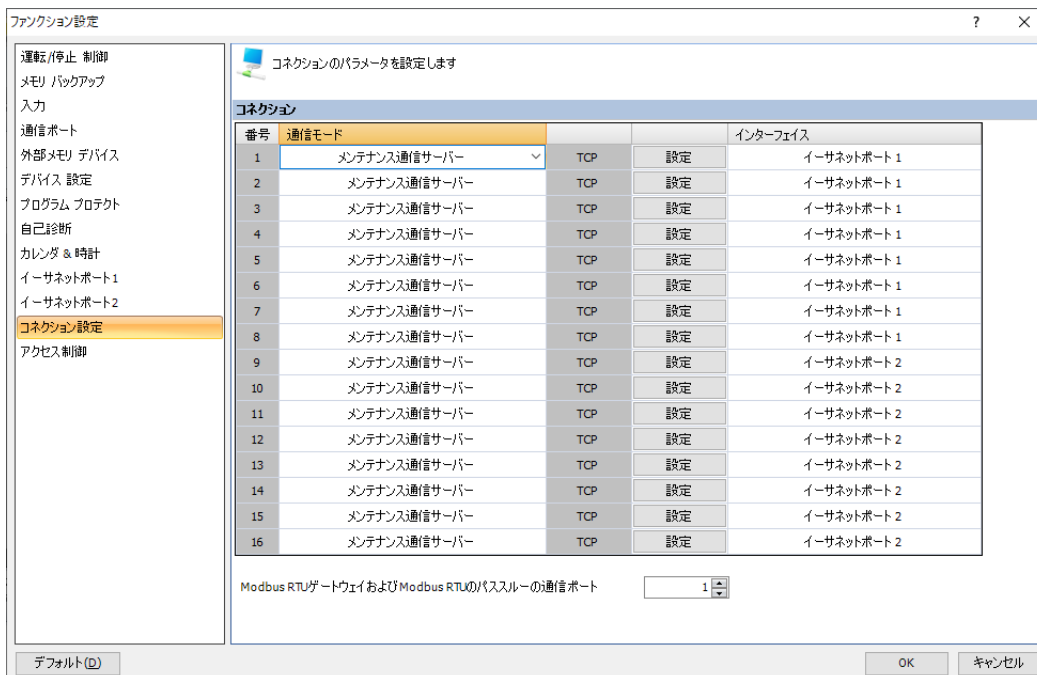 ファンクション設定
?
×
運転/停止 制御
メモリ バックアップ
入力
通信ポート
外部メモリ デバイス
デバイス 設定
プログラム プロテクト
自己診断
カレンダ & 時計
イーサネットポート1
イーサネットポート2
コネクション設定
アクセス制御
コネクションのパラメータを設定します
コネクション
番号 通信モード インターフェイス
1 メンテナンス通信サーバー TCP 設定 イーサネットポート 1
2 メンテナンス通信サーバー TCP 設定 イーサネットポート 1
3 メンテナンス通信サーバー TCP 設定 イーサネットポート 1
4 メンテナンス通信サーバー TCP 設定 イーサネットポート 1
5 メンテナンス通信サーバー TCP 設定 イーサネットポート 1
6 メンテナンス通信サーバー TCP 設定 イーサネットポート 1
7 メンテナンス通信サーバー TCP 設定 イーサネットポート 1
8 メンテナンス通信サーバー TCP 設定 イーサネットポート 1
9 メンテナンス通信サーバー TCP 設定 イーサネットポート 2
10 メンテナンス通信サーバー TCP 設定 イーサネットポート 2
11 メンテナンス通信サーバー TCP 設定 イーサネットポート 2
12 メンテナンス通信サーバー TCP 設定 イーサネットポート 2
13 メンテナンス通信サーバー TCP 設定 イーサネットポート 2
14 メンテナンス通信サーバー TCP 設定 イーサネットポート 2
15 メンテナンス通信サーバー TCP 設定 イーサネットポート 2
16 メンテナンス通信サーバー TCP 設定 イーサネットポート 2
Modbus RTUゲートウェイおよびModbus RTUのパススルーの通信ポート 1
デフォルト(D) OK キャンセル